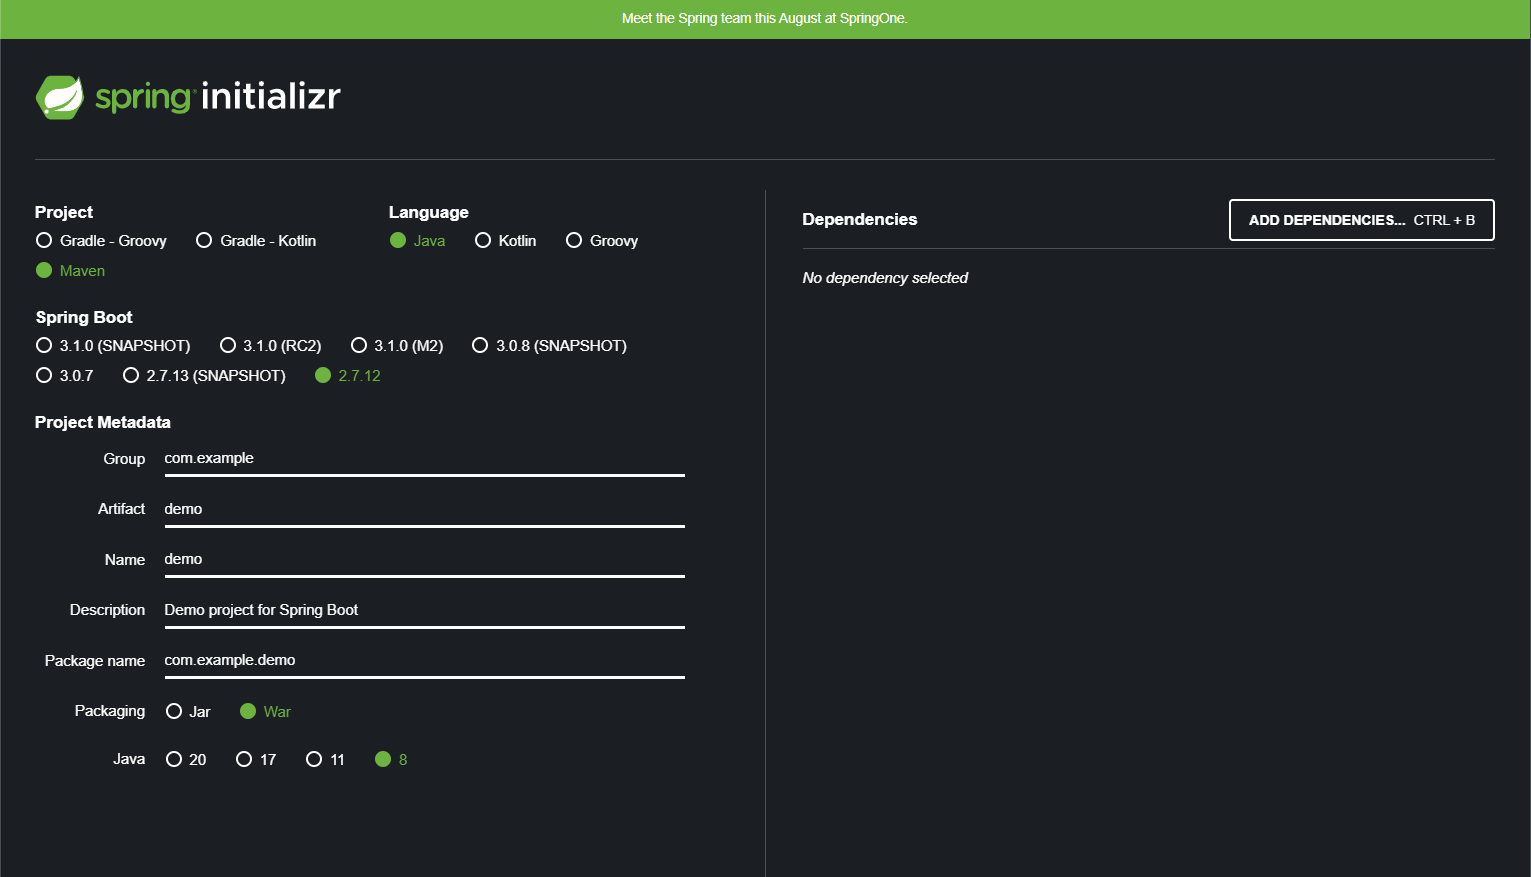 Meet the Spring team this August at SpringOne.
spring initializr
Project
Gradle - Groovy Gradle - Kotlin
Maven
Language
Java Kotlin Groovy
Spring Boot
3.1.0 (SNAPSHOT) 3.1.0 (RC2) 3.1.0 (M2) 3.0.8 (SNAPSHOT)
3.0.7 2.7.13 (SNAPSHOT) 2.7.12
Project Metadata
Group com.example
Artifact demo
Name demo
Description Demo project for Spring Boot
Package name com.example.demo
Packaging Jar War
Java 20 17 11 8
Dependencies
ADD DEPENDENCIES... CTRL + B
No dependency selected